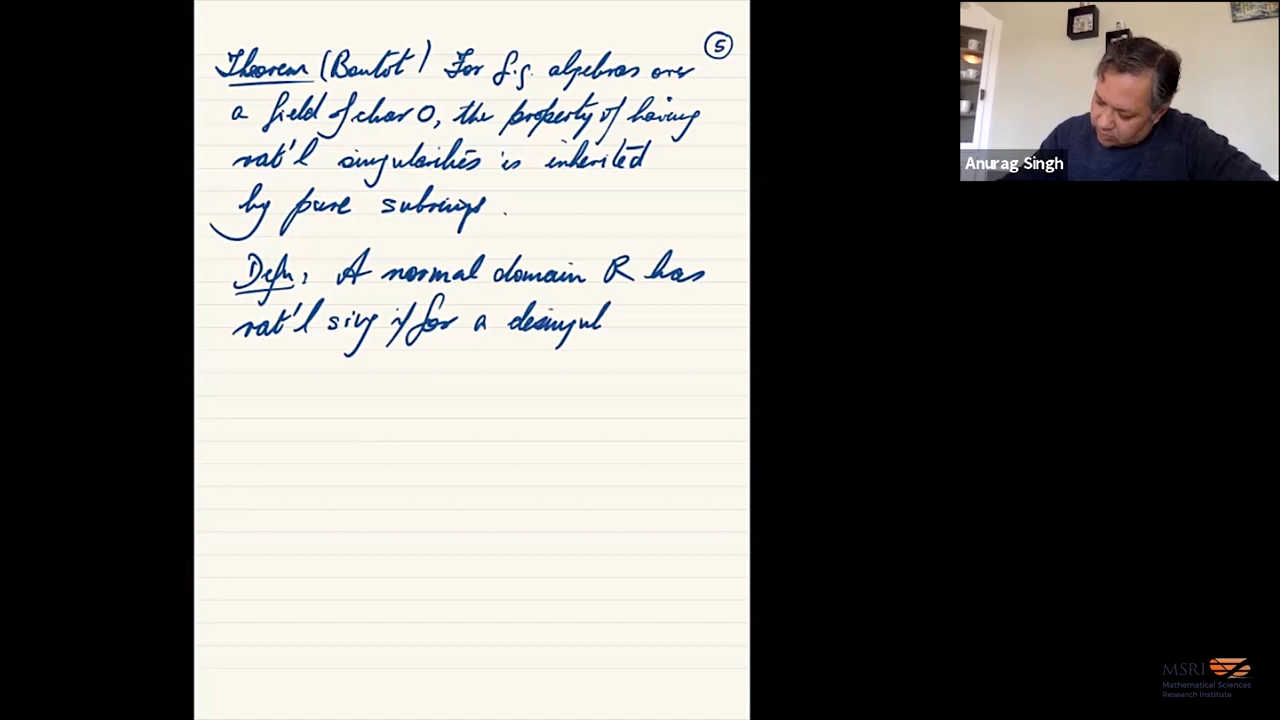 5
Theorem (Boutot) For f.g. algebras over
a field of char 0, the property of having
rat'l singularities is inherited
by pure subrings.
Defn: A normal domain R has
rat'l sing if for a desingul
Anurag Singh
MSRI
Mathematical Sciences
Research Institute